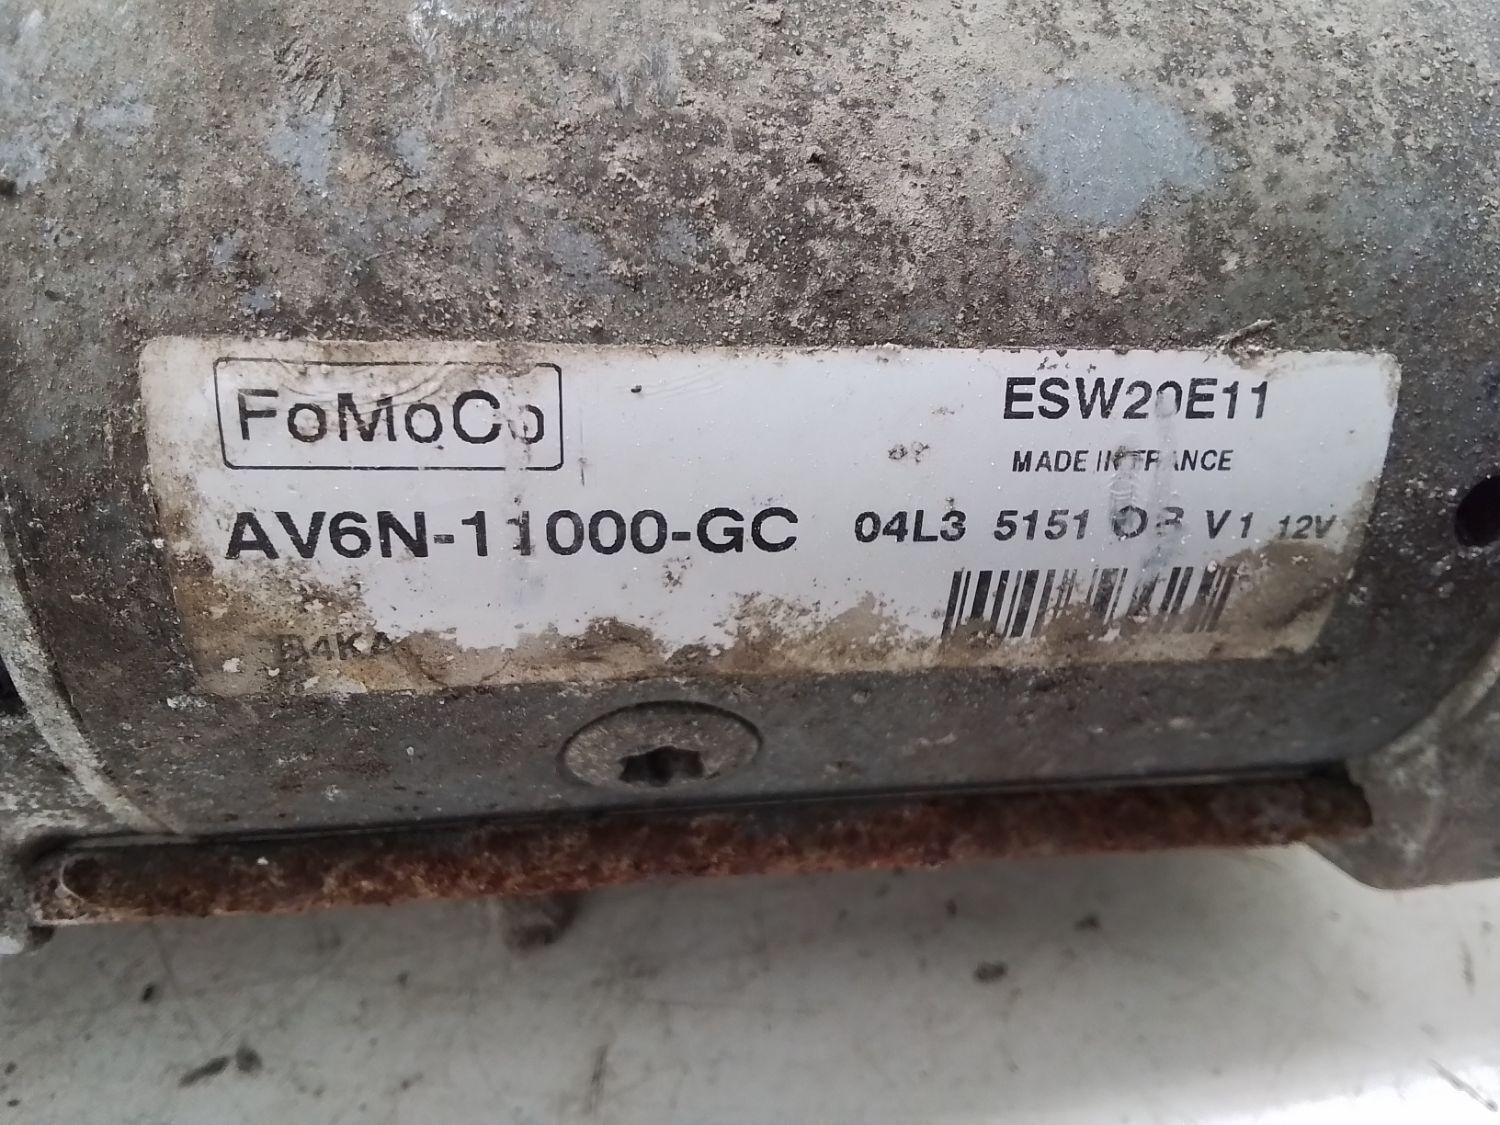 FoMoCo
ESW20E11
MADE IN FRANCE
AV6N-11000-GC 04L3 5151 V1 12V